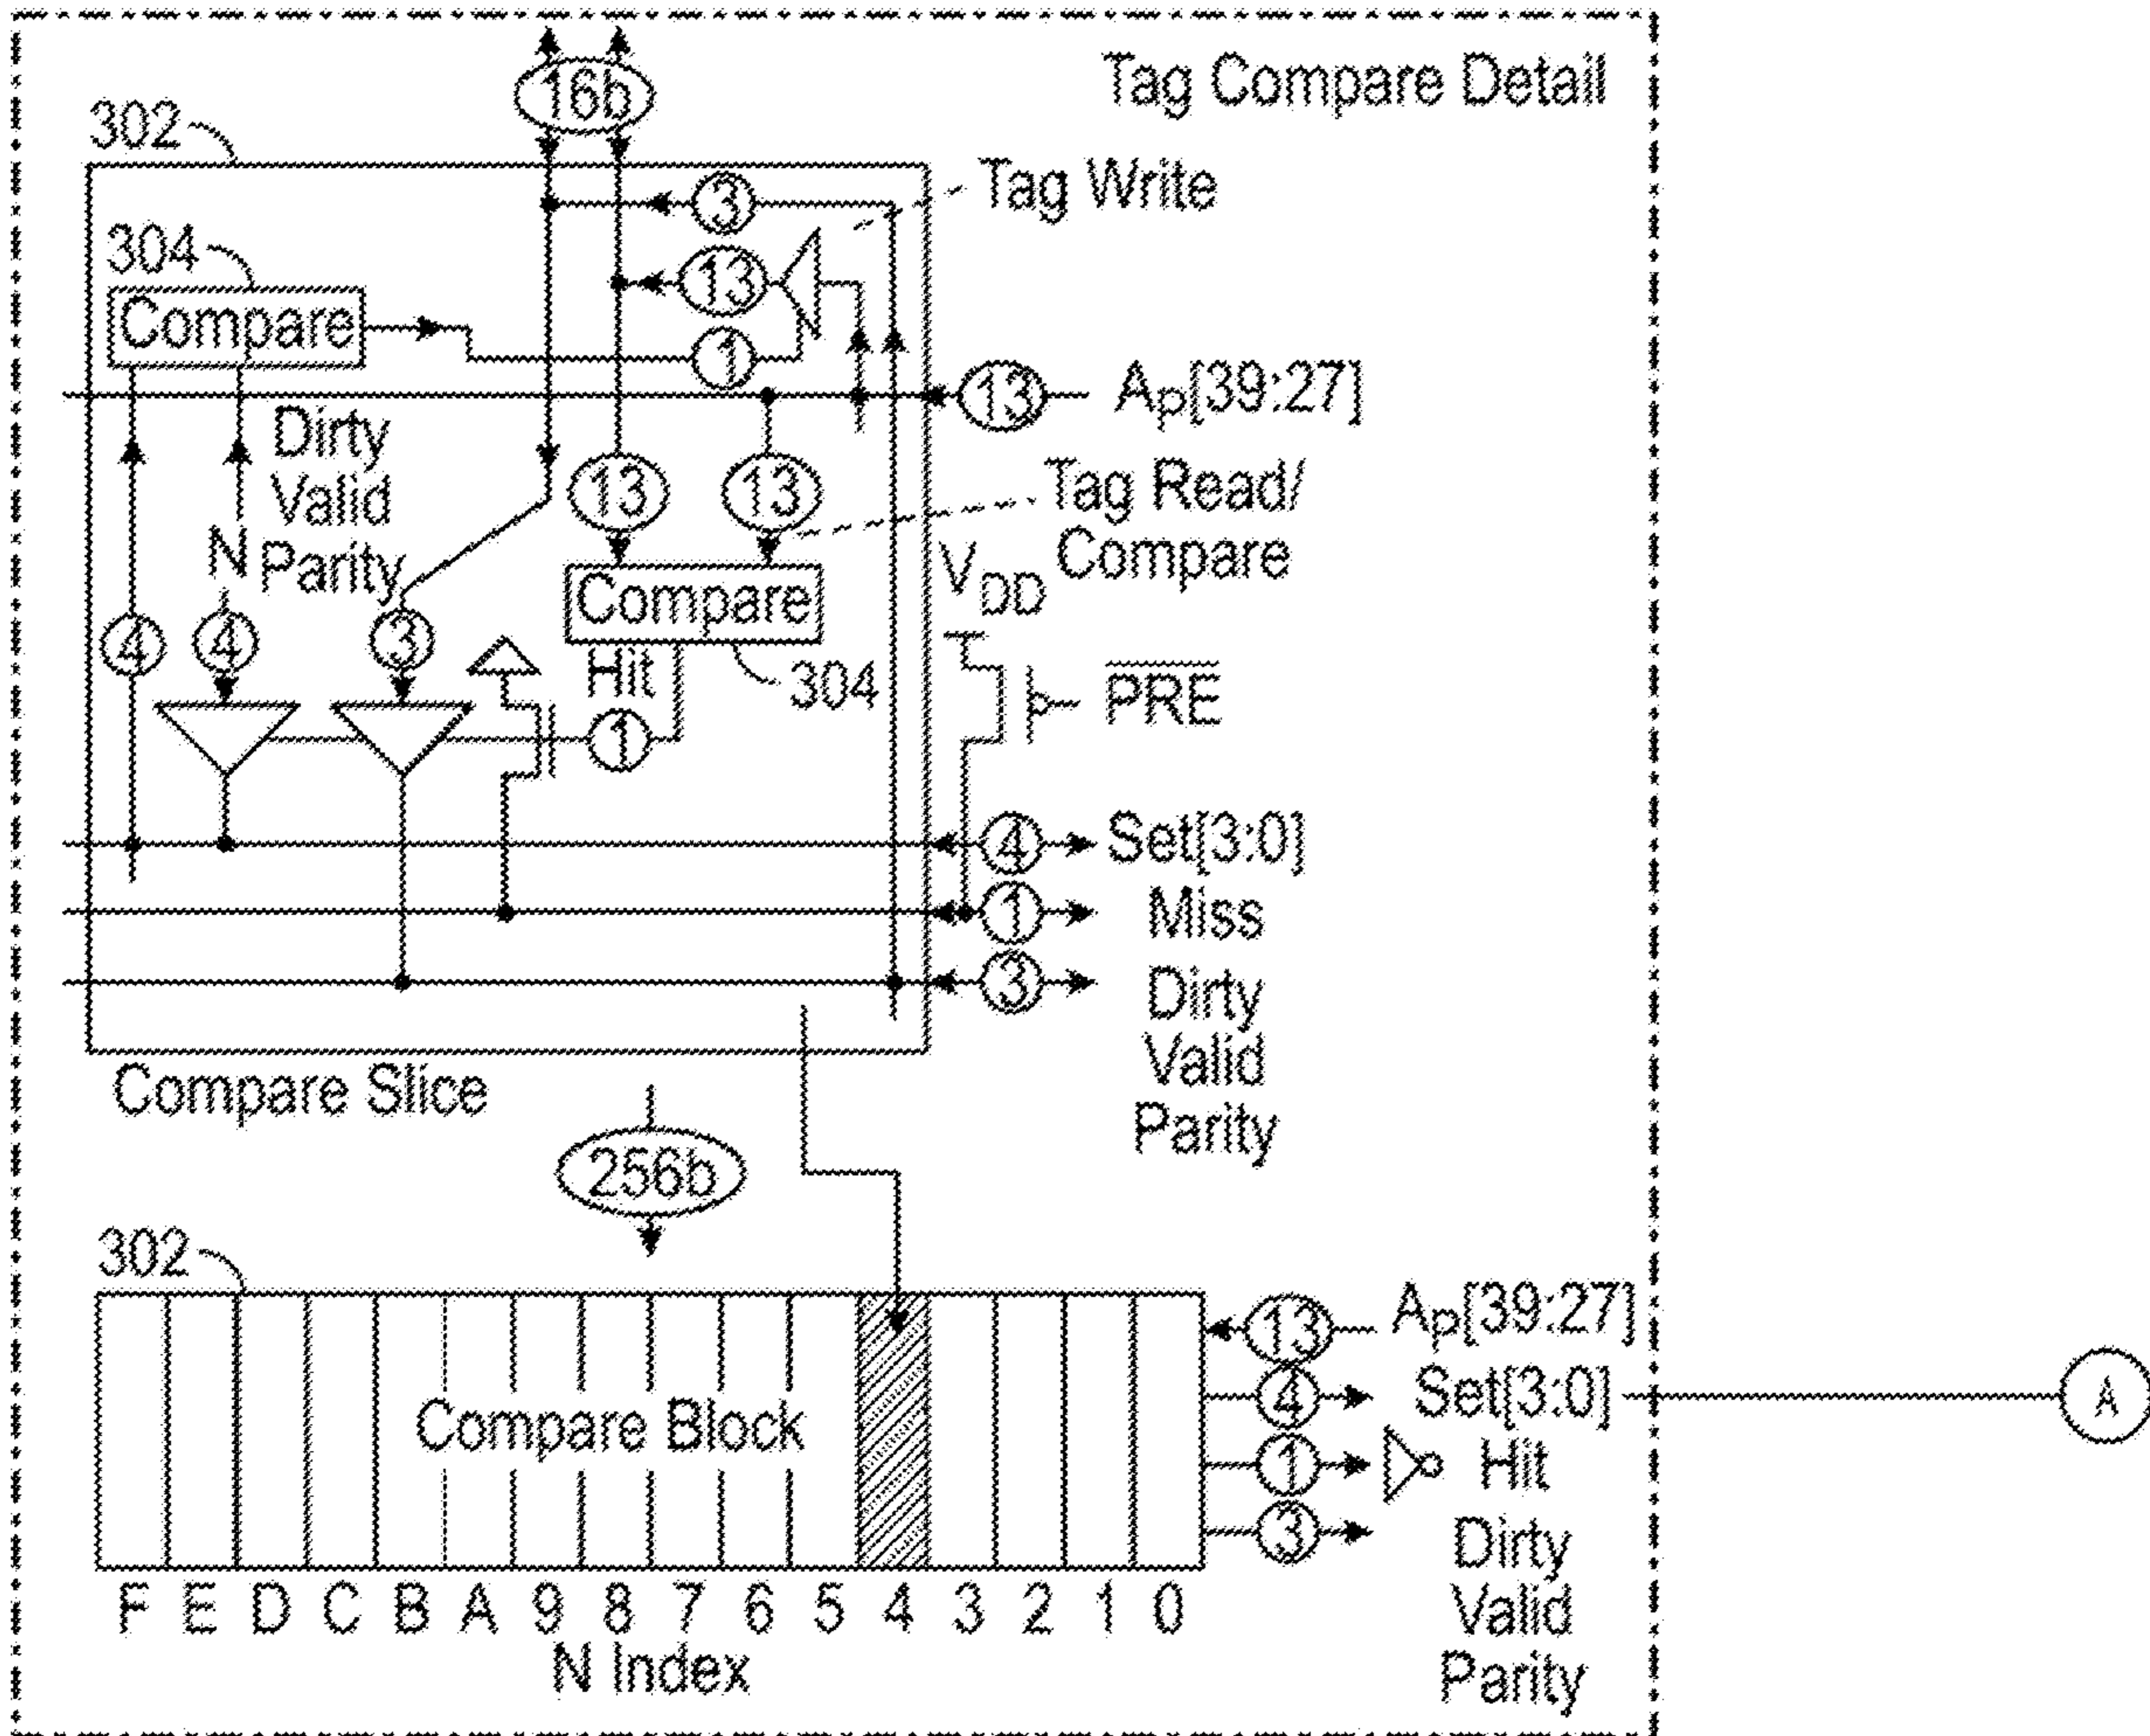 16b
Tag Compare Detail
302
3
Tag Write
304
13
Compare
1
13
Ap[39:27]
Dirty
Valid
Parity
N
13
13
Tag Read/
Compare
Compare
VDD
4
4
3
Hit
304
PRE
1
4
Set[3:0]
1
Miss
3
Dirty
Valid
Parity
Compare Slice
256b
302
13
Ap[39:27]
4
Set[3:0]
A
Compare Block
1
Hit
3
Dirty
Valid
Parity
F E D C B A 9 8 7 6 5 4 3 2 1 0
N Index